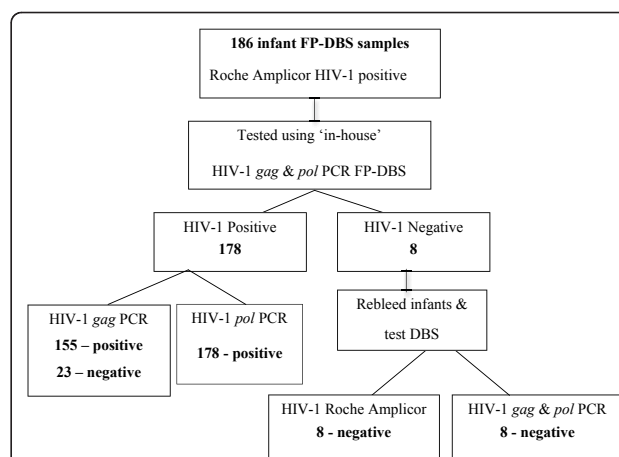 186 infant FP-DBS samples
Roche Amplicor HIV-1 positive
Tested using ‘in-house’
HIV-1 gag & pol PCR FP-DBS
HIV-1 Positive
178
HIV-1 Negative
8
HIV-1 gag PCR
155 – positive
23 – negative
HIV-1 pol PCR
178 - positive
Rebleed infants &
test DBS
HIV-1 Roche Amplicor
8 - negative
HIV-1 gag & pol PCR
8 - negative